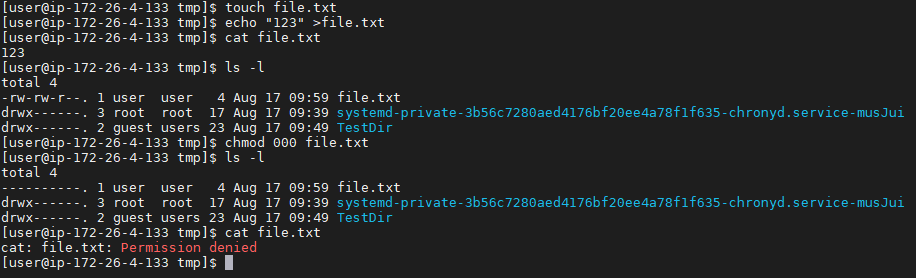 [user@ip-172-26-4-133 tmp]$ touch file.txt
[user@ip-172-26-4-133 tmp]$ echo "123" >file.txt
[user@ip-172-26-4-133 tmp]$ cat file.txt
123
[user@ip-172-26-4-133 tmp]$ ls -l
total 4
-rw-rw-r--. 1 user  user   4 Aug 17 09:59 file.txt
drwx------. 3 root  root  17 Aug 17 09:39 systemd-private-3b56c7280aed4176bf20ee4a78f1f635-chronyd.service-musJui
drwx------. 2 guest users 23 Aug 17 09:49 TestDir
[user@ip-172-26-4-133 tmp]$ chmod 000 file.txt
[user@ip-172-26-4-133 tmp]$ ls -l
total 4
----------. 1 user  user   4 Aug 17 09:59 file.txt
drwx------. 3 root  root  17 Aug 17 09:39 systemd-private-3b56c7280aed4176bf20ee4a78f1f635-chronyd.service-musJui
drwx------. 2 guest users 23 Aug 17 09:49 TestDir
[user@ip-172-26-4-133 tmp]$ cat file.txt
cat: file.txt: Permission denied
[user@ip-172-26-4-133 tmp]$